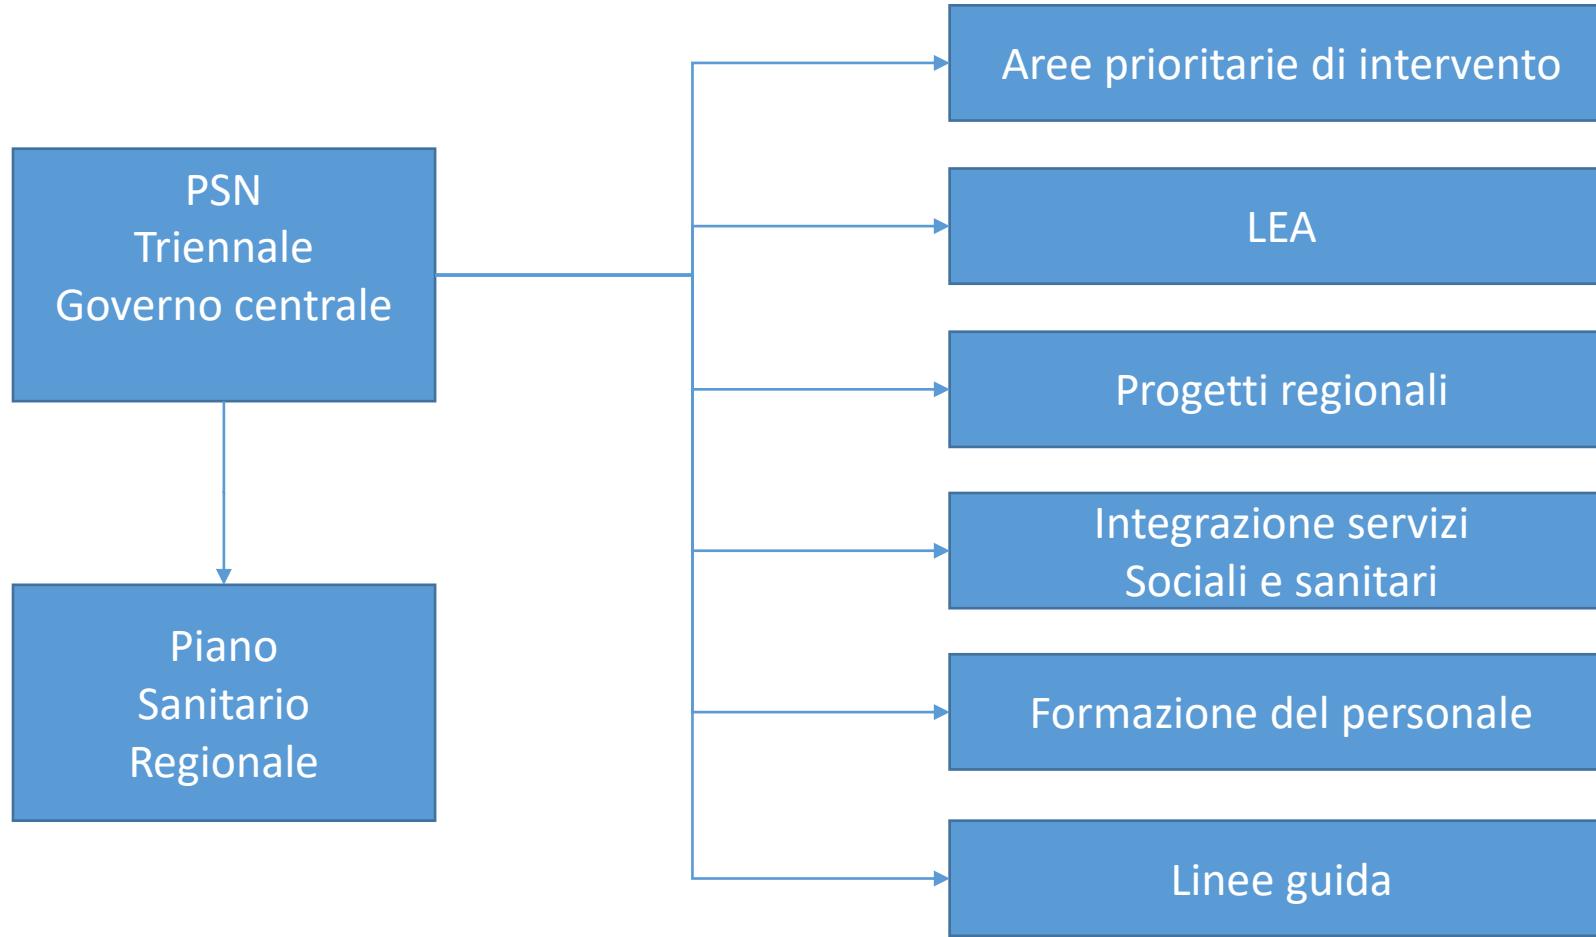 PSN
Triennale
Governo centrale
Piano
Sanitario
Regionale
Aree prioritarie di intervento
LEA
Progetti regionali
Integrazione servizi
Sociali e sanitari
Formazione del personale
Linee guida